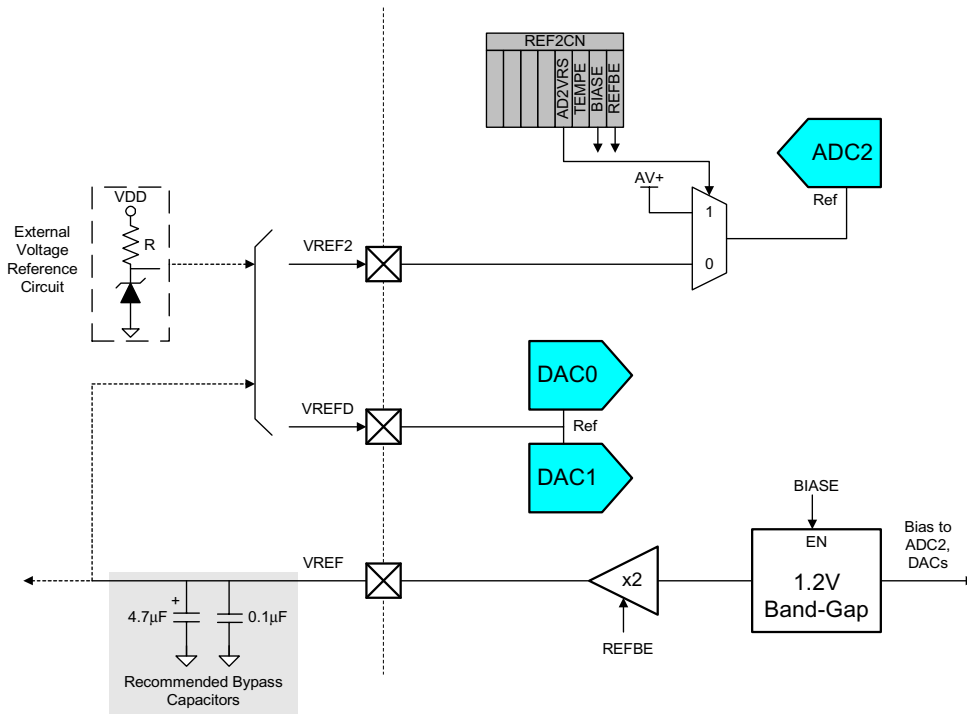 REF2CN
AD2VRS
TEMPE
BIASE
REFBE
ADC2
Ref
AV+
1
0
VDD
R
External
Voltage
Reference
Circuit
VREF2
DAC0
VREFD
Ref
DAC1
BIASE
EN
1.2V
Band-Gap
Bias to
ADC2,
DACs
VREF
x2
REFBE
+
4.7µF
0.1µF
Recommended Bypass
Capacitors